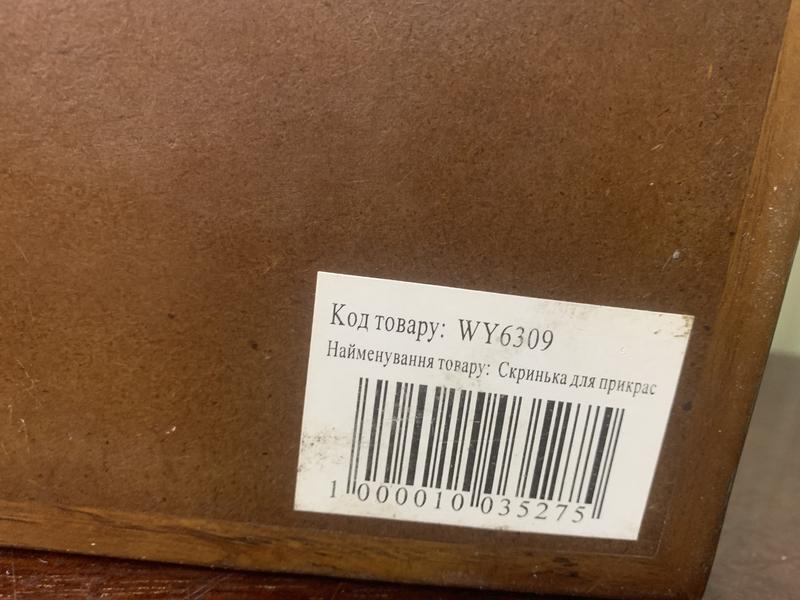 Код товару: WY6309
Найменування товару: Скринька для прикрас
1 000010 035275